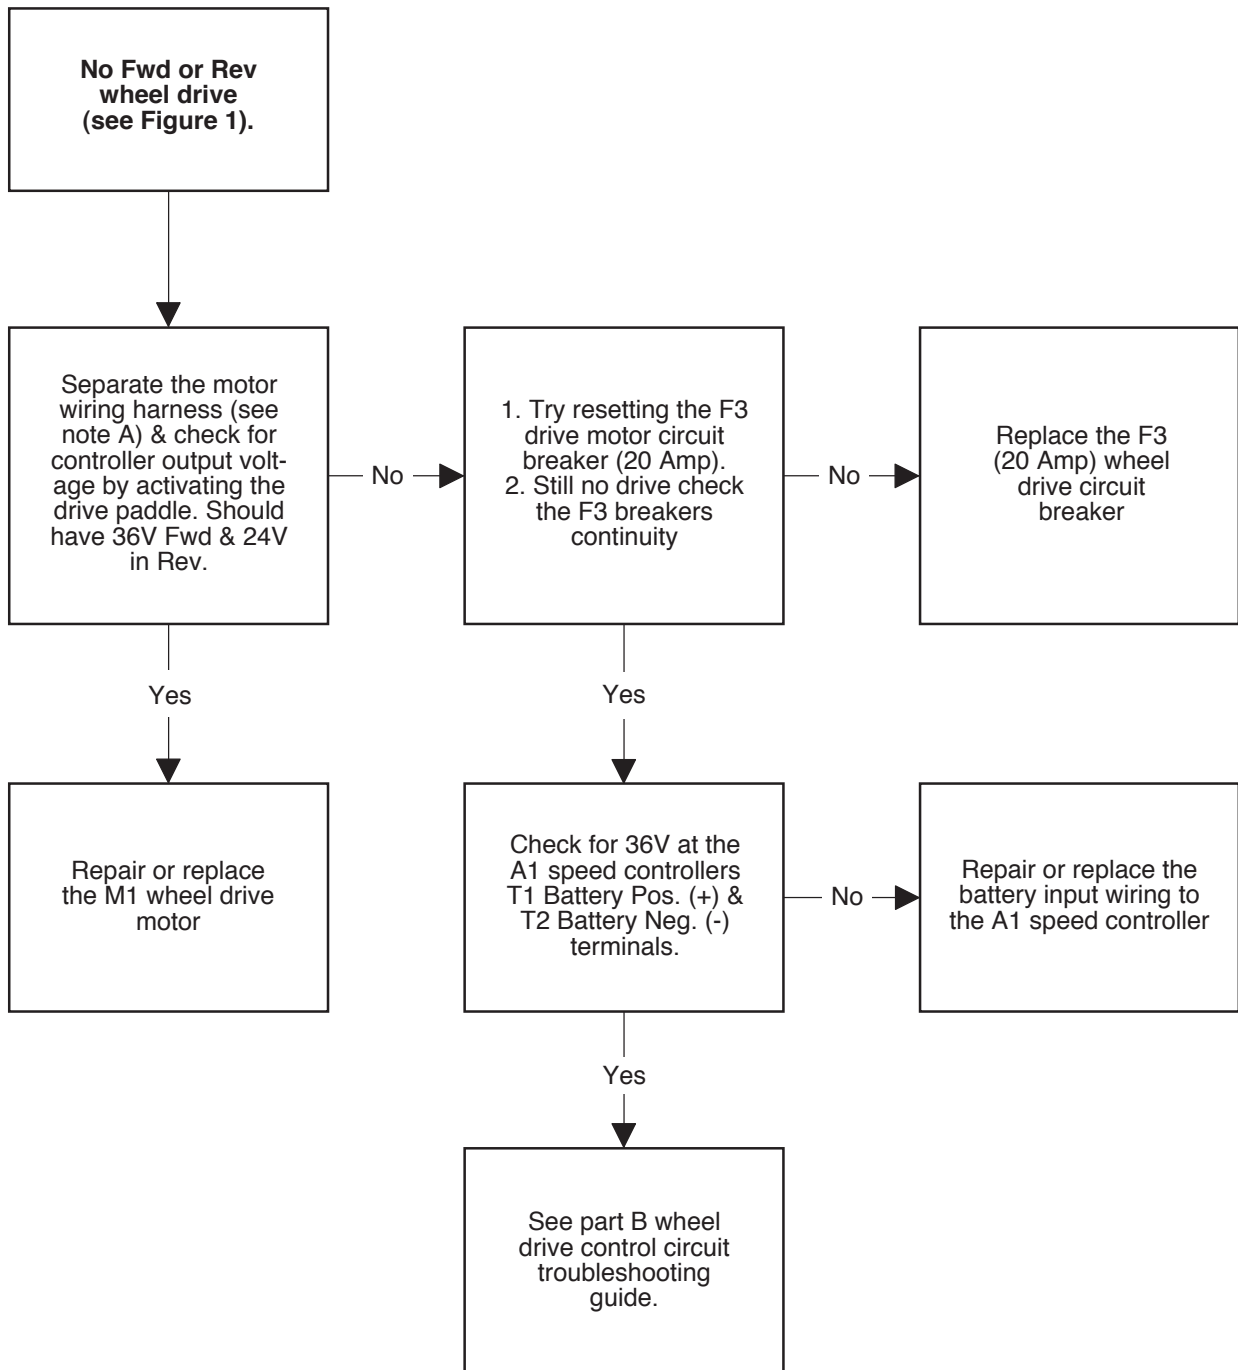 No Fwd or Rev
wheel drive
(see Figure 1).
Separate the motor
wiring harness (see
note A) & check for
controller output volt-
age by activating the
drive paddle. Should
have 36V Fwd & 24V
in Rev.
No
1. Try resetting the F3
drive motor circuit
breaker (20 Amp).
2. Still no drive check
the F3 breakers
continuity
No
Replace the F3
(20 Amp) wheel
drive circuit
breaker
Yes
Yes
Repair or replace
the M1 wheel drive
motor
Check for 36V at the
A1 speed controllers
T1 Battery Pos. (+) &
T2 Battery Neg. (-)
terminals.
No
Repair or replace the
battery input wiring to
the A1 speed controller
Yes
See part B wheel
drive control circuit
troubleshooting
guide.